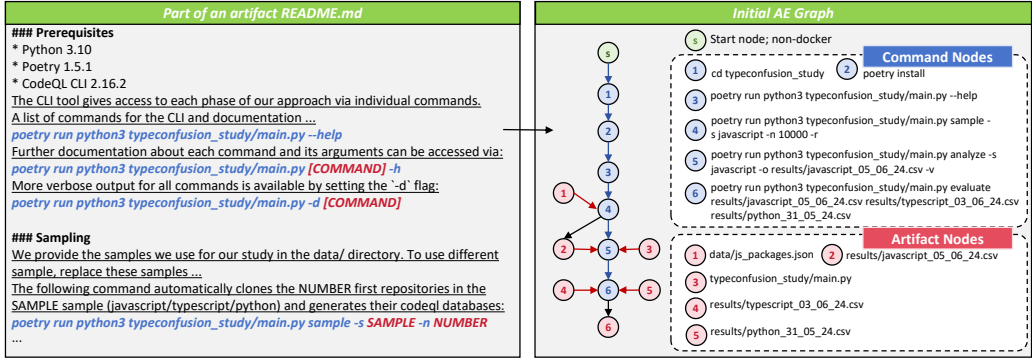 Part of an artifact README.md
### Prerequisites
* Python 3.10
* Poetry 1.5.1
* CodeQL CLI 2.16.2
The CLI tool gives access to each phase of our approach via individual commands.
A list of commands for the CLI and documentation ...
poetry run python3 typeconfusion_study/main.py --help
Further documentation about each command and its arguments can be accessed via:
poetry run python3 typeconfusion_study/main.py [COMMAND] -h
More verbose output for all commands is available by setting the `-d` flag:
poetry run python3 typeconfusion_study/main.py -d [COMMAND]
### Sampling
We provide the samples we use for our study in the data/ directory. To use different
sample, replace these samples ...
The following command automatically clones the NUMBER first repositories in the
SAMPLE sample (javascript/typescript/python) and generates their codeql databases:
poetry run python3 typeconfusion_study/main.py sample -s SAMPLE -n NUMBER
...
Initial AE Graph
s
1
2
3
1
4
2
5
3
4
6
5
6
s Start node; non-docker
Command Nodes
1 cd typeconfusion_study
2 poetry install
3 poetry run python3 typeconfusion_study/main.py --help
4 poetry run python3 typeconfusion_study/main.py sample -
s javascript -n 10000 -r
5 poetry run python3 typeconfusion_study/main.py analyze -s
javascript -o results/javascript_05_06_24.csv -v
6 poetry run python3 typeconfusion_study/main.py evaluate
results/javascript_05_06_24.csv results/typescript_03_06_24.csv
results/python_31_05_24.csv
Artifact Nodes
1 data/js_packages.json
2 results/javascript_05_06_24.csv
3 typeconfusion_study/main.py
4 results/typescript_03_06_24.csv
5 results/python_31_05_24.csv